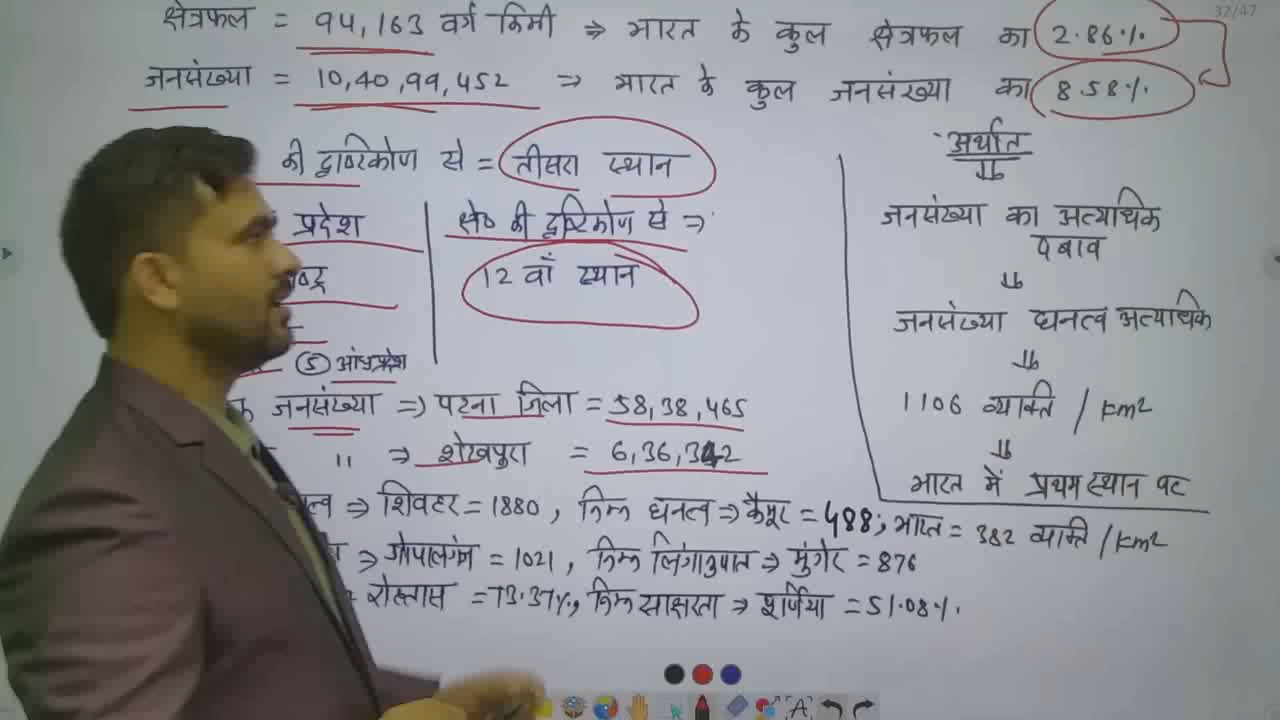 32/47
क्षेत्रफल = 94,163 वर्ग किमी ⇒ भारत के कुल क्षेत्रफल का 2.86%
जनसंख्या = 10,40,99,452 ⇒ भारत के कुल जनसंख्या का 8.58%
की दृष्टिकोण से = तीसरा स्थान
प्रदेश
क्षे० की दृष्टिकोण से ⇒
12 वाँ स्थान
⑤ आंध्रप्रदेश
जनसंख्या ⇒ पटना जिला = 58,38,465
" ⇒ शेखपुरा = 6,36,342
त्व ⇒ शिवहर = 1880, निम्न घनत्व ⇒ कैमूर = 488; भारत = 382 व्यक्ति / Km2
⇒ गोपालगंज = 1021, निम्न लिंगानुपात ⇒ मुंगेर = 876
रोहतास = 73.37%, निम्न साक्षरता ⇒ पूर्णिया = 51.08%.
अर्थात
जनसंख्या का अत्यधिक
दबाव
जनसंख्या घनत्व अत्यधिक
1106 व्यक्ति / Km2
भारत में प्रथम स्थान पर